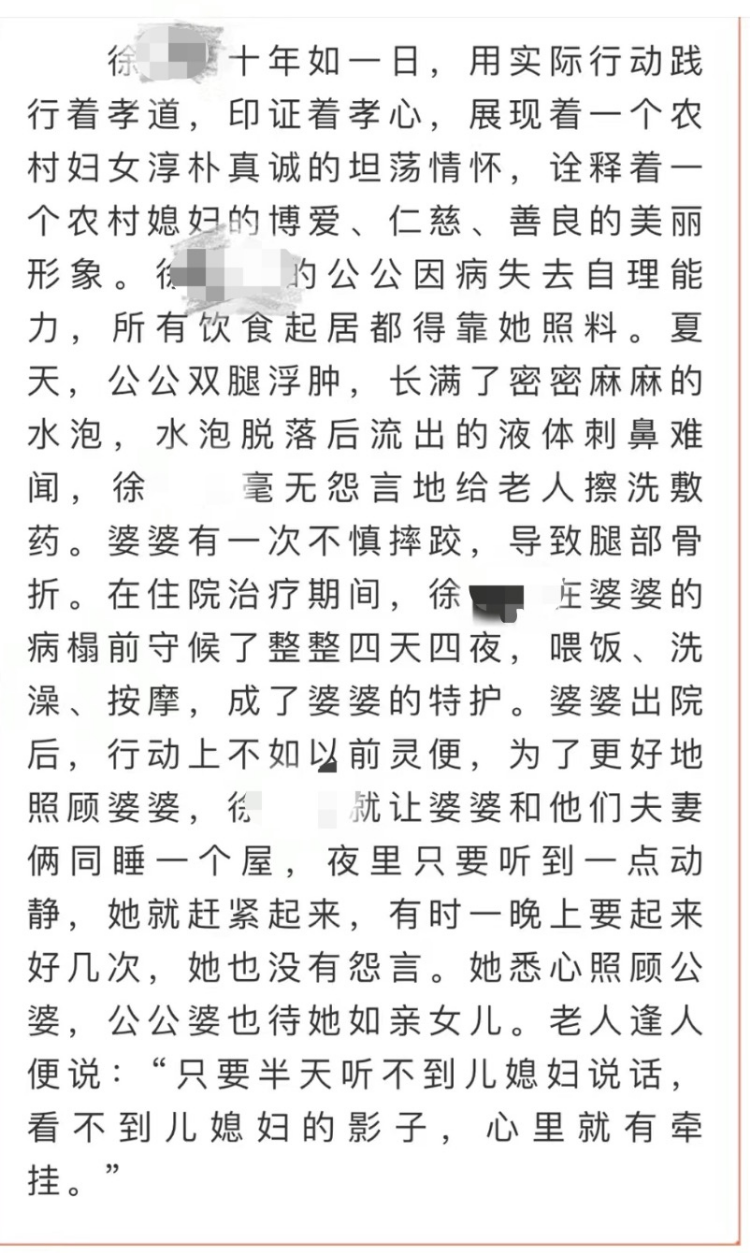 徐 十年如一日，用实际行动践
行着孝道，印证着孝心，展现着一个农
村妇女淳朴真诚的坦荡情怀，诠释着一
个农村媳妇的博爱、仁慈、善良的美丽
形象。徐 的公公因病失去自理能
力，所有饮食起居都得靠她照料。夏
天，公公双腿浮肿，长满了密密麻麻的
水泡，水泡脱落后流出的液体刺鼻难
闻，徐 毫无怨言地给老人擦洗敷
药。婆婆有一次不慎摔跤，导致腿部骨
折。在住院治疗期间，徐 在婆婆的
病榻前守候了整整四天四夜，喂饭、洗
澡、按摩，成了婆婆的特护。婆婆出院
后，行动上不如以前灵便，为了更好地
照顾婆婆，徐 就让婆婆和他们夫妻
俩同睡一个屋，夜里只要听到一点动
静，她就赶紧起来，有时一晚上要起来
好几次，她也没有怨言。她悉心照顾公
婆，公公婆也待她如亲女儿。老人逢人
便说：“只要半天听不到儿媳妇说话，
看不到儿媳妇的影子，心里就有牵
挂。”